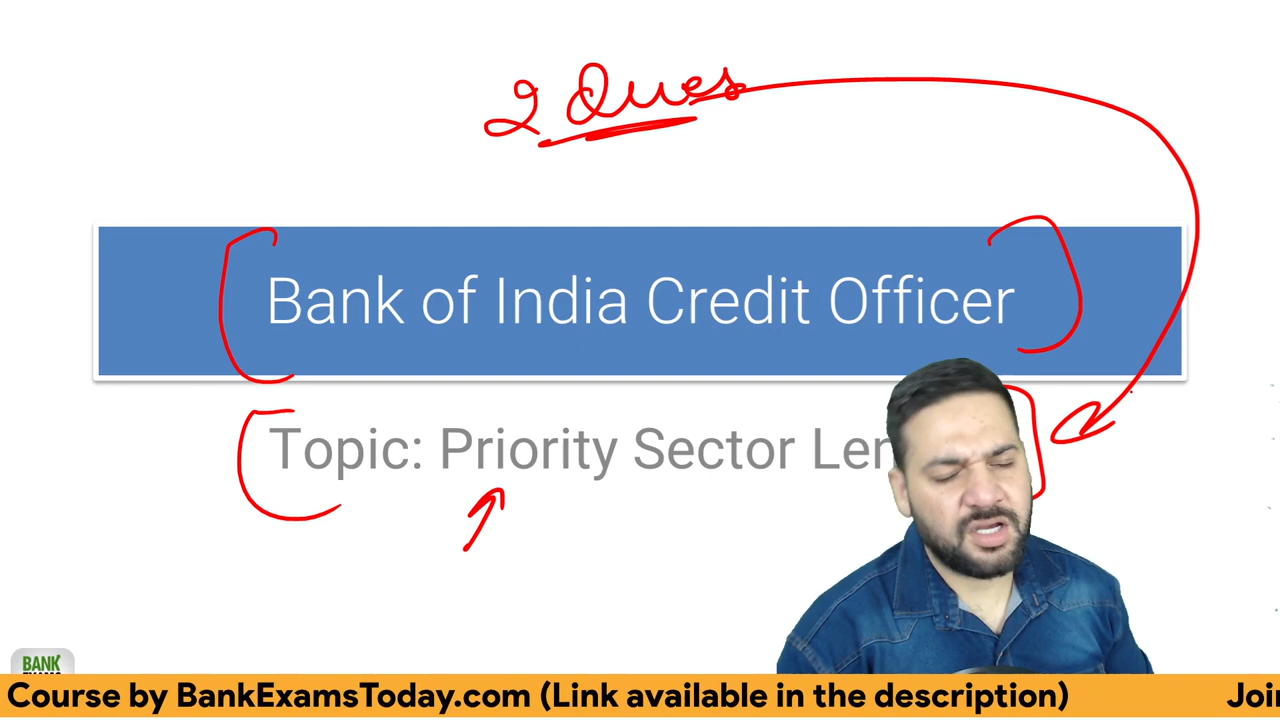 2 Ques
Bank of India Credit Officer
Topic: Priority Sector Len
BANK
Course by BankExamsToday.com (Link available in the description)
Joi